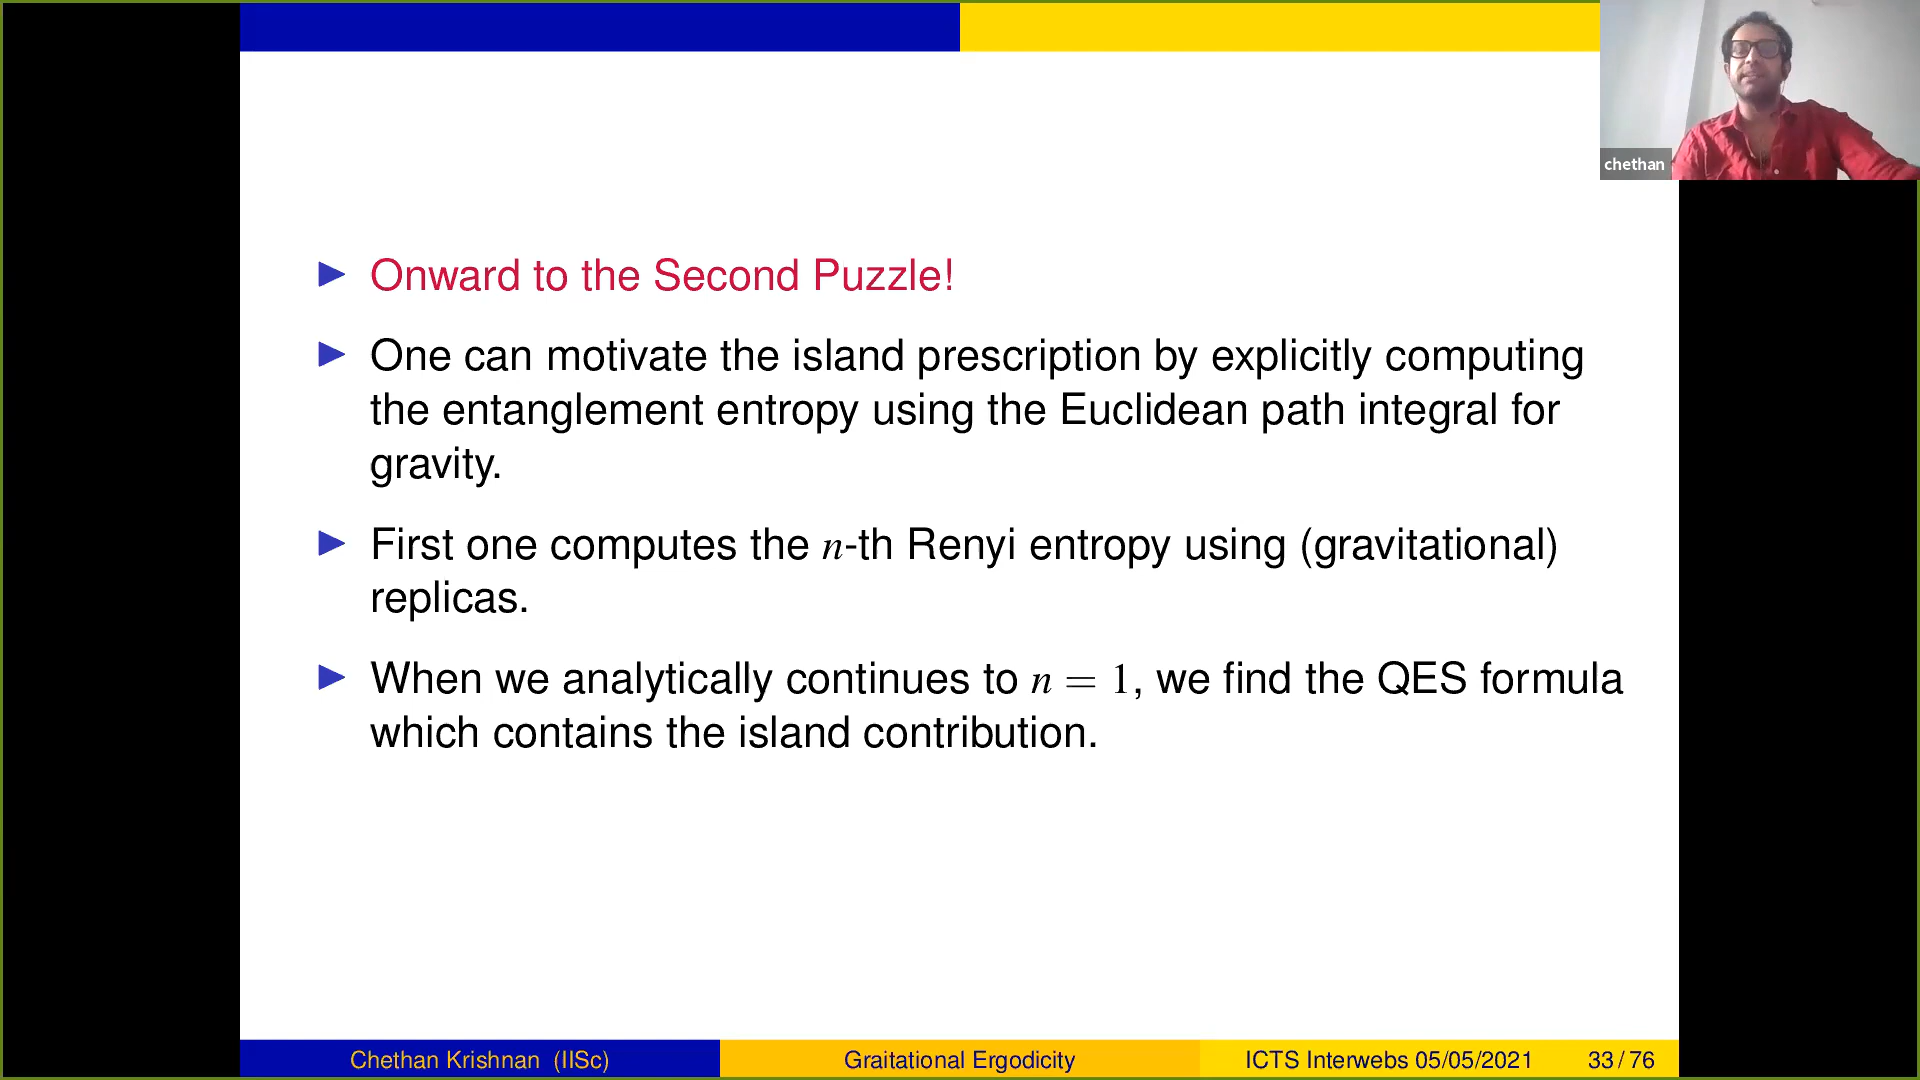 chethan
Onward to the Second Puzzle!
One can motivate the island prescription by explicitly computing
the entanglement entropy using the Euclidean path integral for
gravity.
First one computes the n-th Renyi entropy using (gravitational)
replicas.
When we analytically continues to n = 1, we find the QES formula
which contains the island contribution.
Chethan Krishnan (IISc) Graitational Ergodicity ICTS Interwebs 05/05/2021 33 / 76